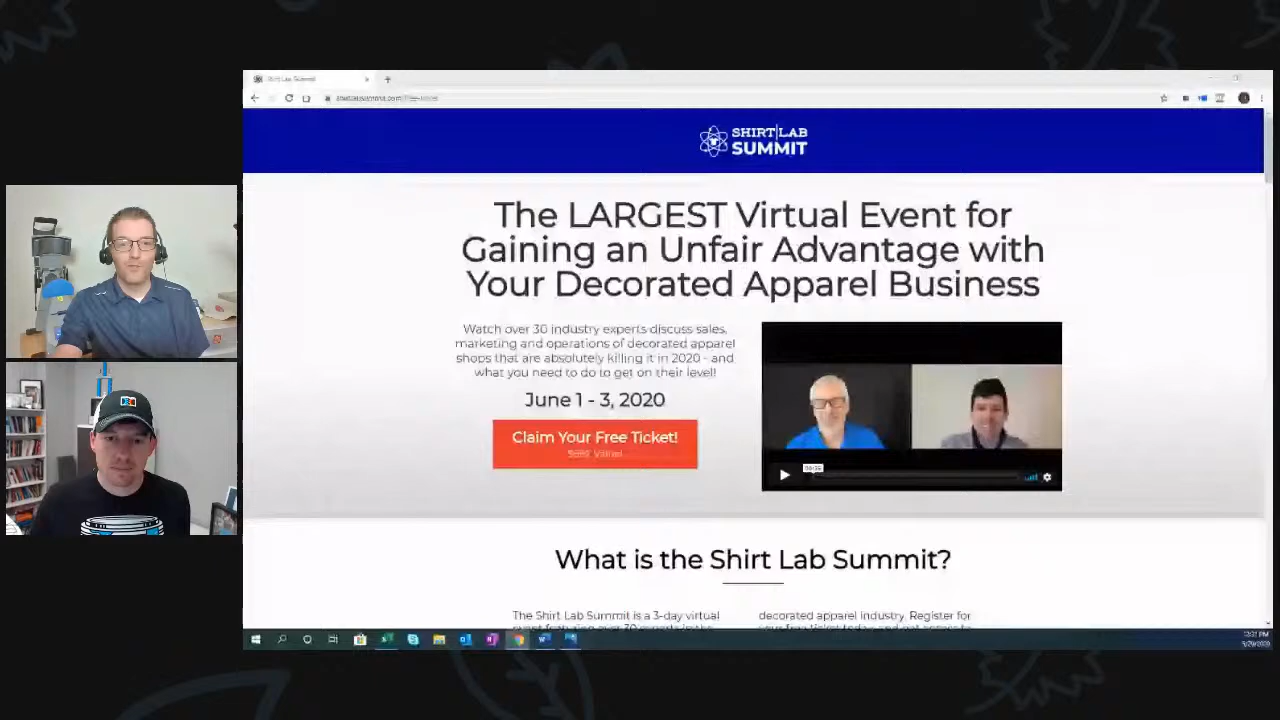 Shirt Lab Summit
SHIRT|LAB
SUMMIT
The LARGEST Virtual Event for
Gaining an Unfair Advantage with
Your Decorated Apparel Business
Watch over 30 industry experts discuss sales,
marketing and operations of decorated apparel
shops that are absolutely killing it in 2020 - and
what you need to do to get on their level!
June 1 - 3, 2020
Claim Your Free Ticket!
What is the Shirt Lab Summit?
The Shirt Lab Summit is a 3-day virtual
decorated apparel industry. Register for